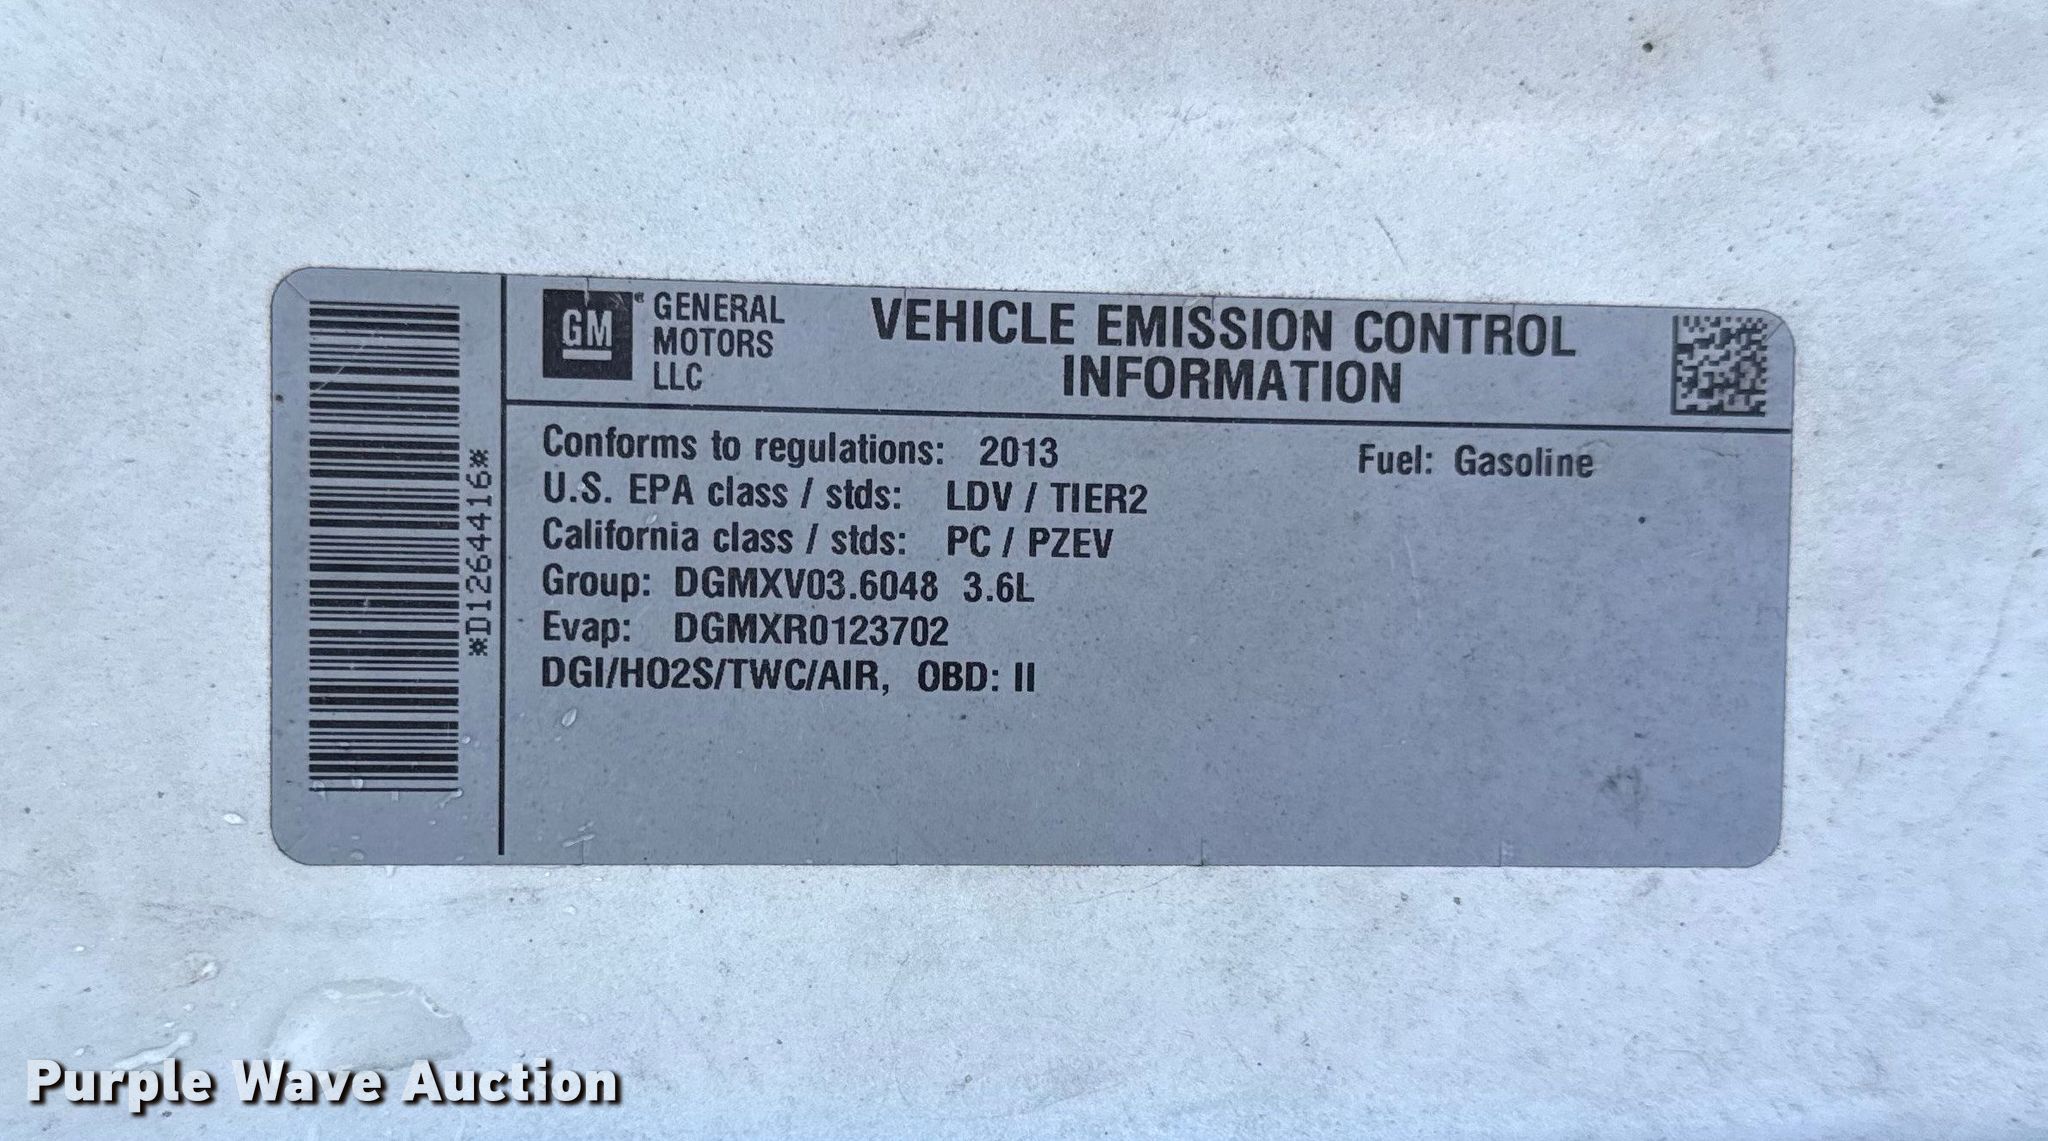 *D12644416*
GM
GENERAL
MOTORS
LLC
VEHICLE EMISSION CONTROL
INFORMATION
Conforms to regulations: 2013 Fuel: Gasoline
U.S. EPA class / stds: LDV / TIER2
California class / stds: PC / PZEV
Group: DGMXV03.6048 3.6L
Evap: DGMXR0123702
DGI/HO2S/TWC/AIR, OBD: II
Purple Wave Auction